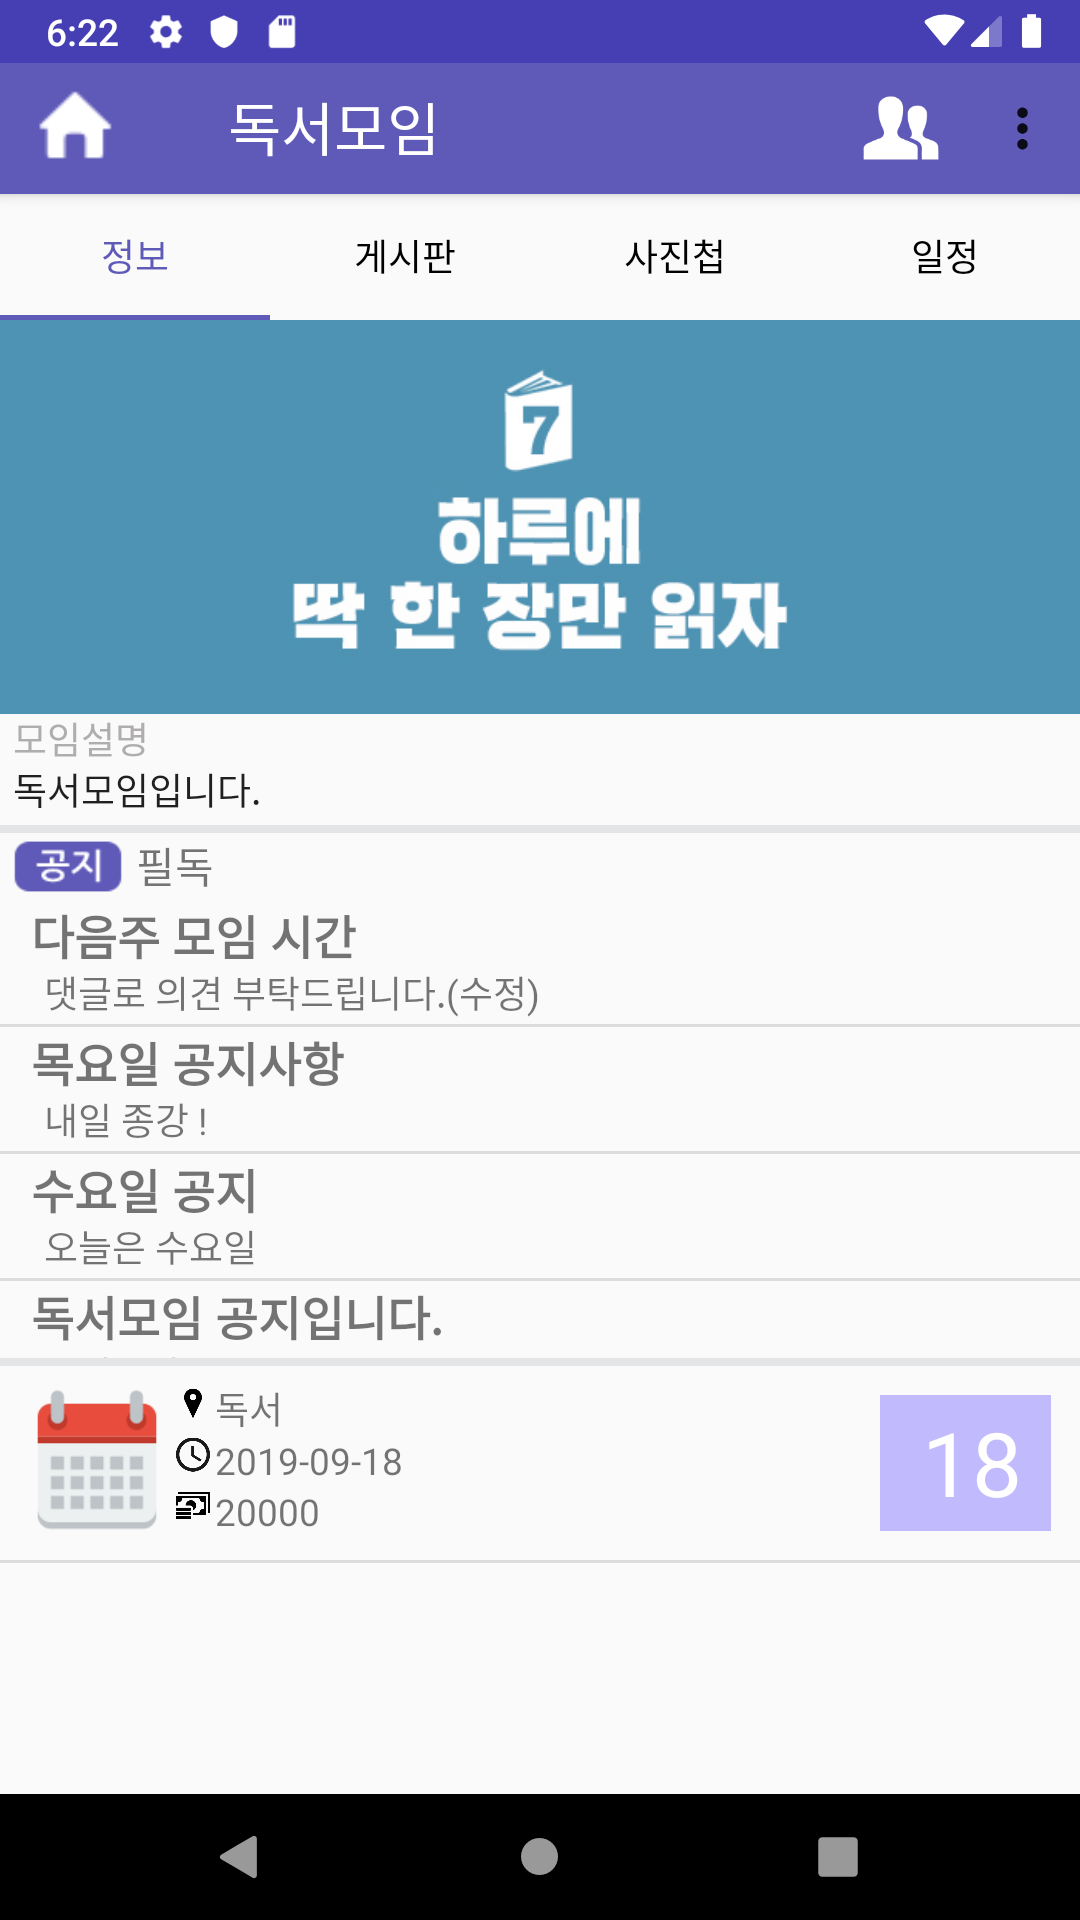 6:22
독서모임
정보 게시판 사진첩 일정
7
하루에
딱 한 장만 읽자
모임설명
독서모임입니다.
공지 필독
다음주 모임 시간
댓글로 의견 부탁드립니다.(수정)
목요일 공지사항
내일 종강 !
수요일 공지
오늘은 수요일
독서모임 공지입니다.
독서
2019-09-18
20000
18